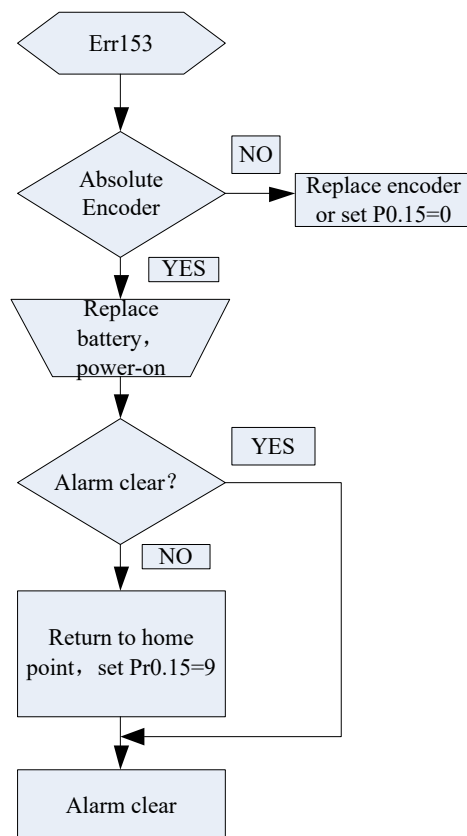 Err153
NO
Absolute
Encoder
Replace encoder
or set P0.15=0
YES
Replace
battery，
power-on
YES
Alarm clear？
NO
Return to home
point，set Pr0.15=9
Alarm clear